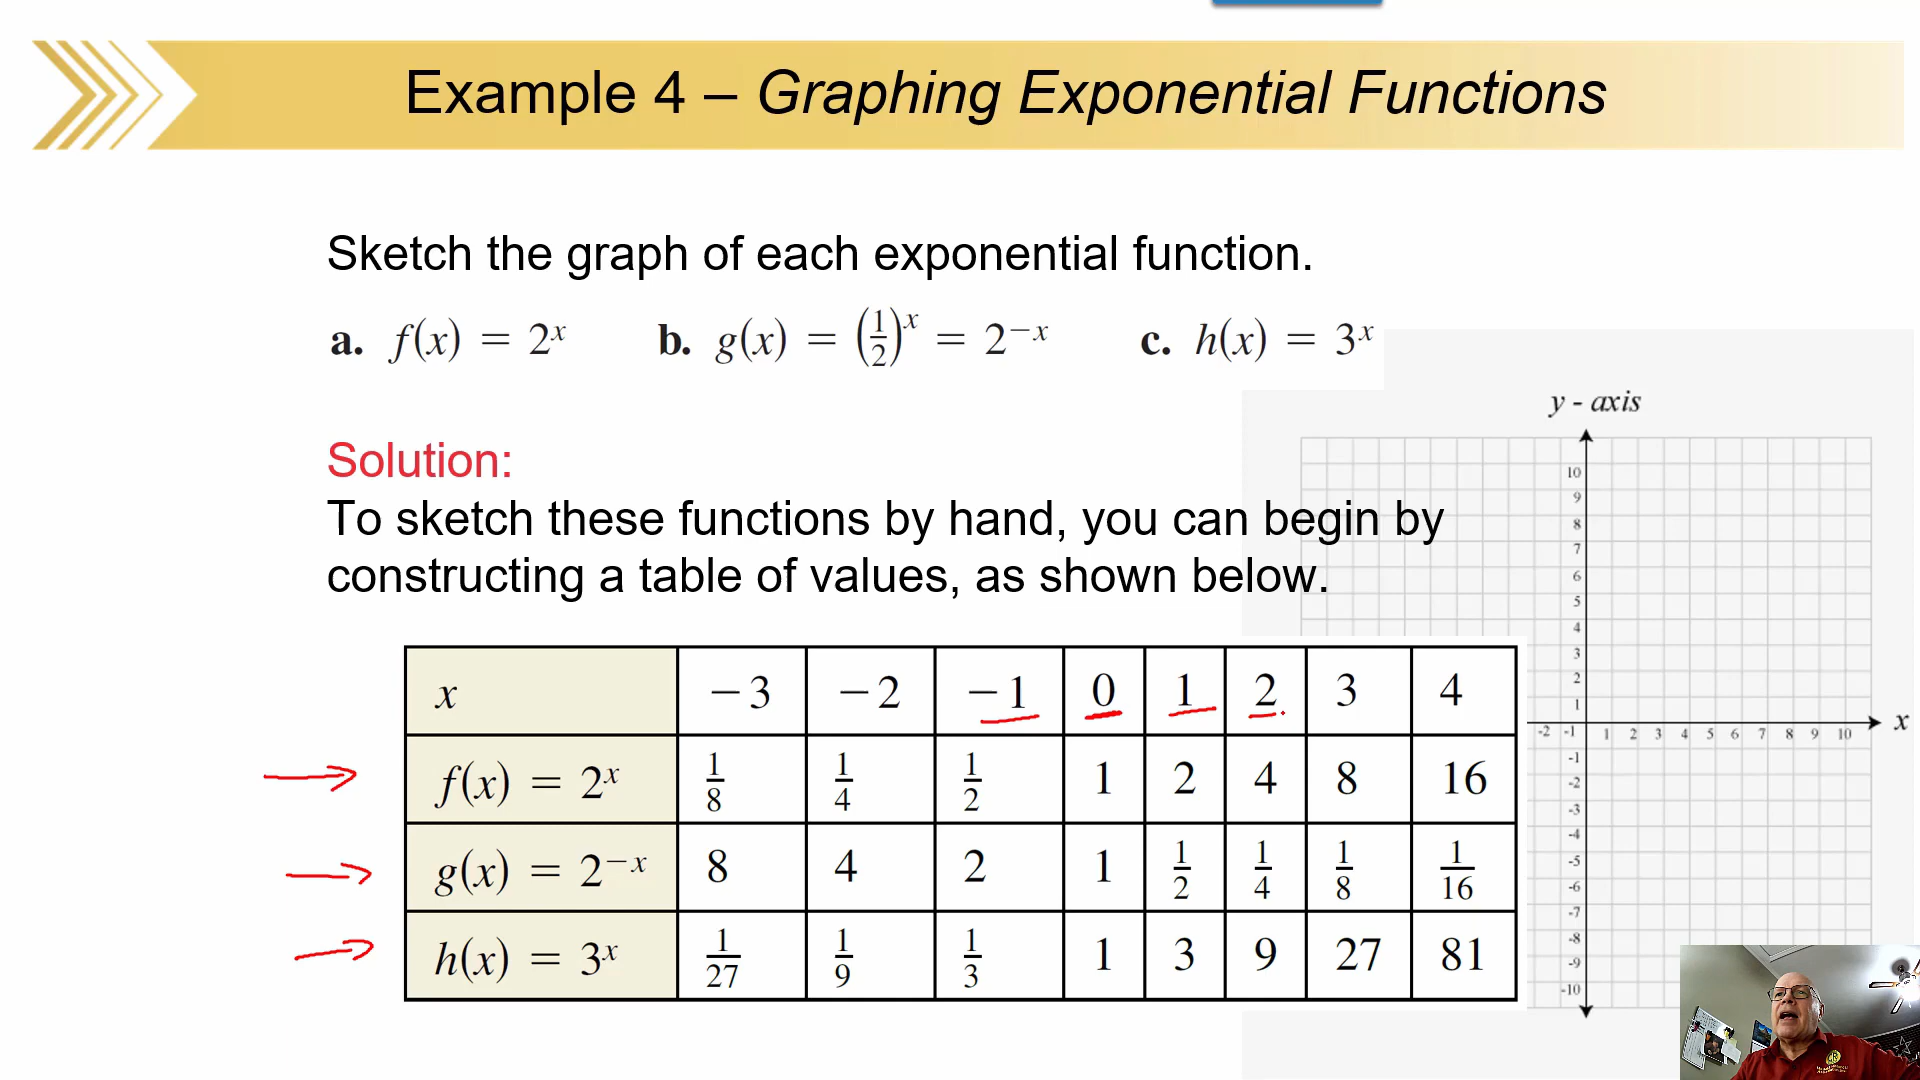 Example 4 – Graphing Exponential Functions
Sketch the graph of each exponential function.
a. f(x) = 2^x b. g(x) = (1/2)^x = 2^−x c. h(x) = 3^x
Solution:
To sketch these functions by hand, you can begin by
constructing a table of values, as shown below.
x −3 −2 −1 0 1 2 3 4
f(x) = 2^x 1/8 1/4 1/2 1 2 4 8 16
g(x) = 2^−x 8 4 2 1 1/2 1/4 1/8 1/16
h(x) = 3^x 1/27 1/9 1/3 1 3 9 27 81
y - axis
10
9
8
7
6
5
4
3
2
1
-2 -1 1 2 3 4 5 6 7 8 9 10 x
-1
-2
-3
-4
-5
-6
-7
-8
-9
-10